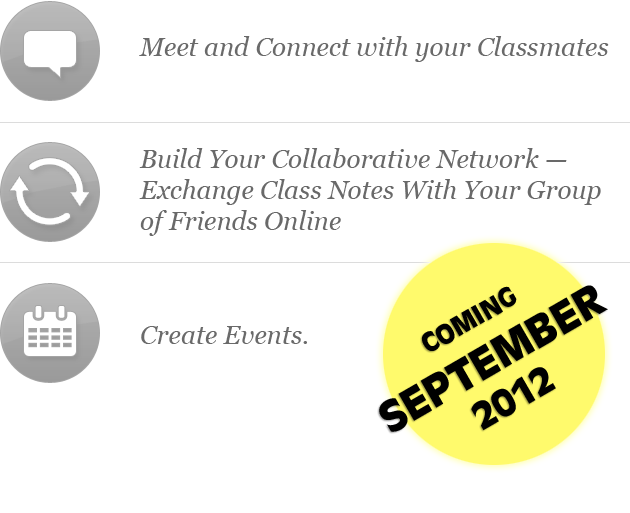 Meet and Connect with your Classmates
Build Your Collaborative Network —
Exchange Class Notes With Your Group
of Friends Online
Create Events.
COMING
SEPTEMBER
2012